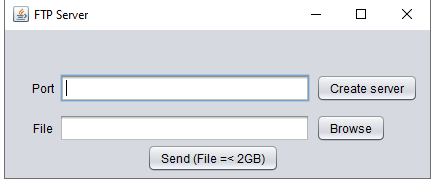 FTP Server
Port Create server
File Browse
Send (File =< 2GB)